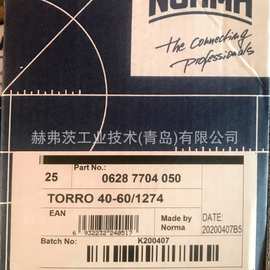 NORMA
The connecting
professionals
赫弗茨工业技术(青岛)有限公司
Part No.:
25 0628 7704 050
TORRO 40-60/1274
EAN
Made by
Norma
DATE:
20200407B5
Batch No:
K200407